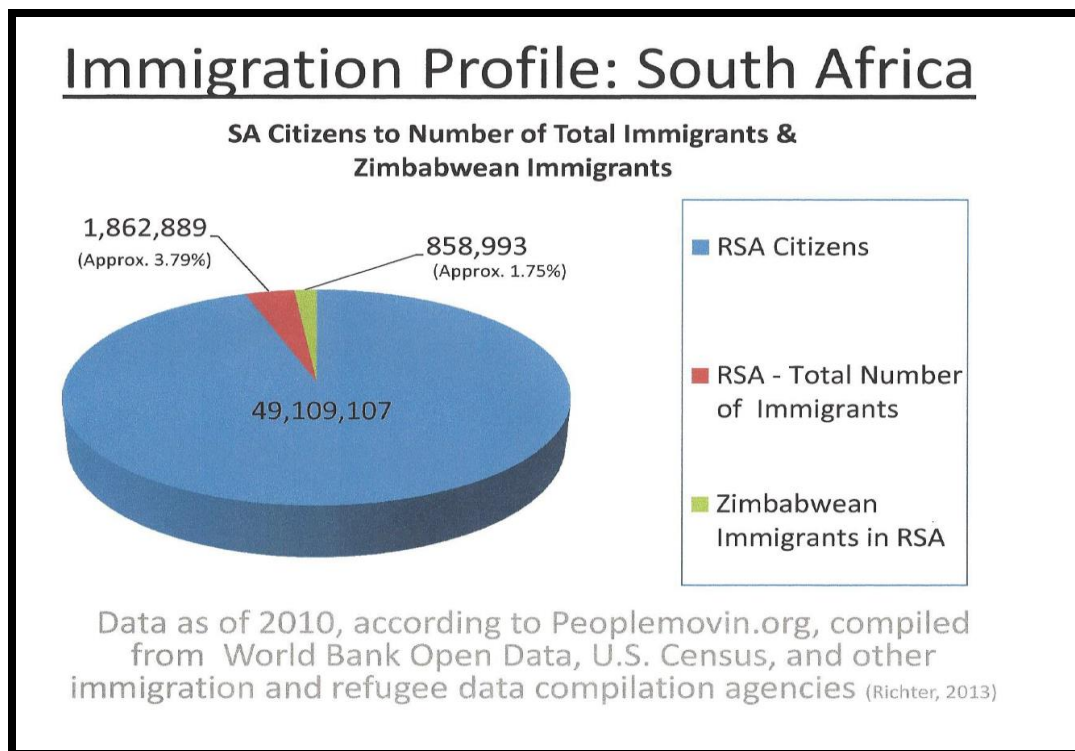 Immigration Profile: South Africa
SA Citizens to Number of Total Immigrants &
Zimbabwean Immigrants
1,862,889
(Approx. 3.79%)
858,993
(Approx. 1.75%)
49,109,107
RSA Citizens
RSA - Total Number
of Immigrants
Zimbabwean
Immigrants in RSA
Data as of 2010, according to Peoplemovin.org, compiled
from World Bank Open Data, U.S. Census, and other
immigration and refugee data compilation agencies (Richter, 2013)